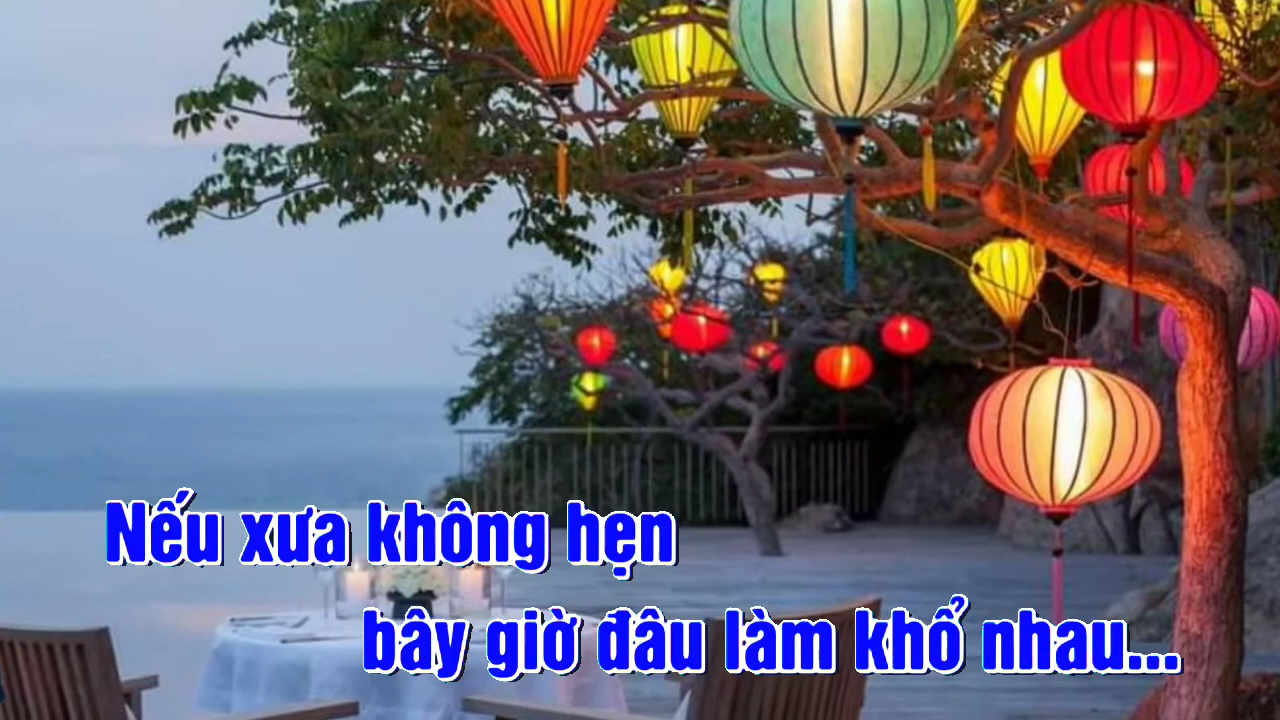 Nếu xưa không hẹn
bây giờ đâu làm khổ nhau...